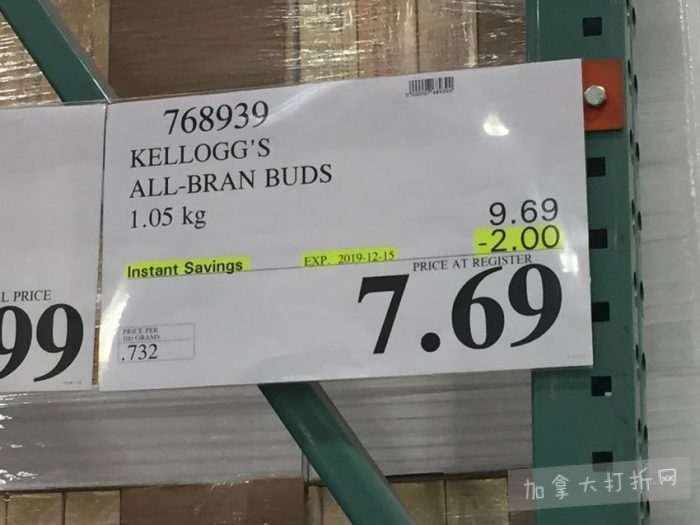 768939
KELLOGG'S
ALL-BRAN BUDS
1.05 kg
9.69
-2.00
Instant Savings
EXP. 2019-12-15
PRICE AT REGISTER
7.69
PRICE PER
100 GRAMS
.732
L PRICE
99
加拿大打折网